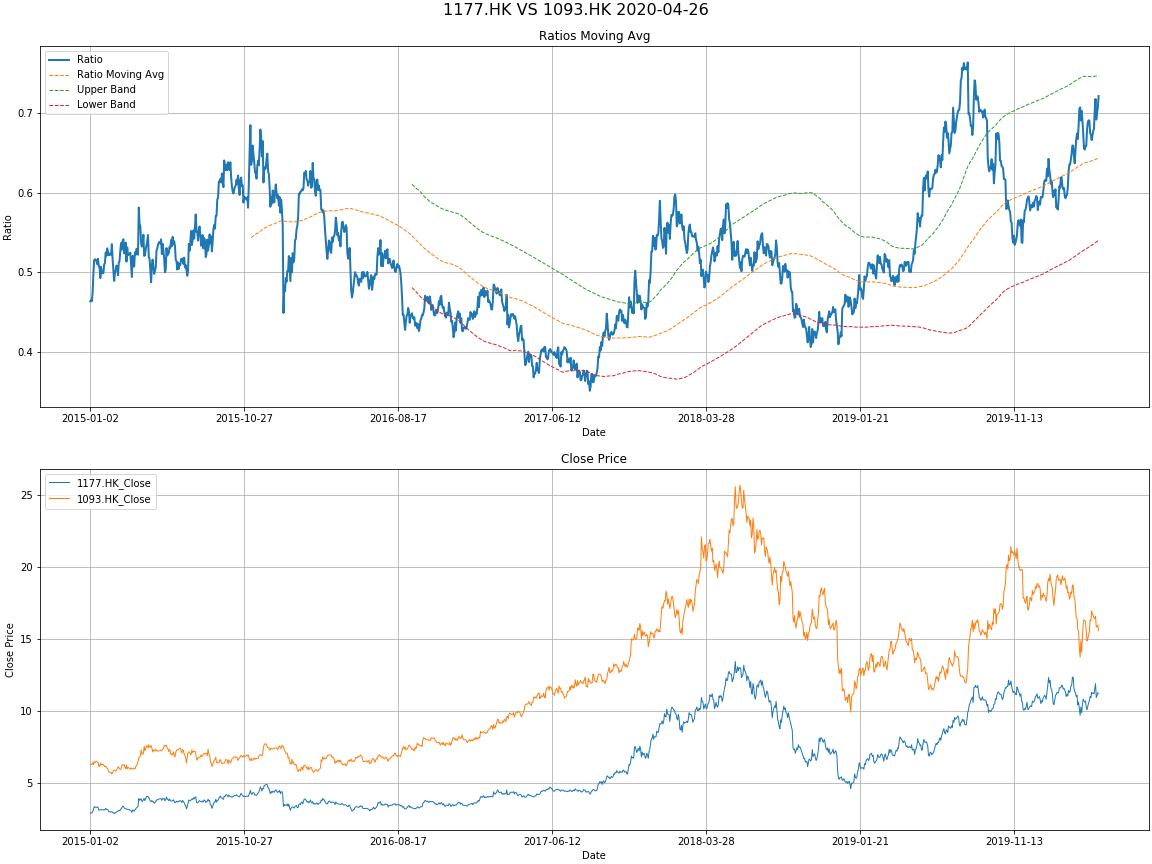 1177.HK VS 1093.HK 2020-04-26
Ratios Moving Avg
Ratio
Ratio Moving Avg
Upper Band
Lower Band
0.7
0.6
0.5
0.4
Ratio
2015-01-02 2015-10-27 2016-08-17 2017-06-12 2018-03-28 2019-01-21 2019-11-13
Date
Close Price
1177.HK_Close
1093.HK_Close
25
20
15
10
5
Close Price
2015-01-02 2015-10-27 2016-08-17 2017-06-12 2018-03-28 2019-01-21 2019-11-13
Date